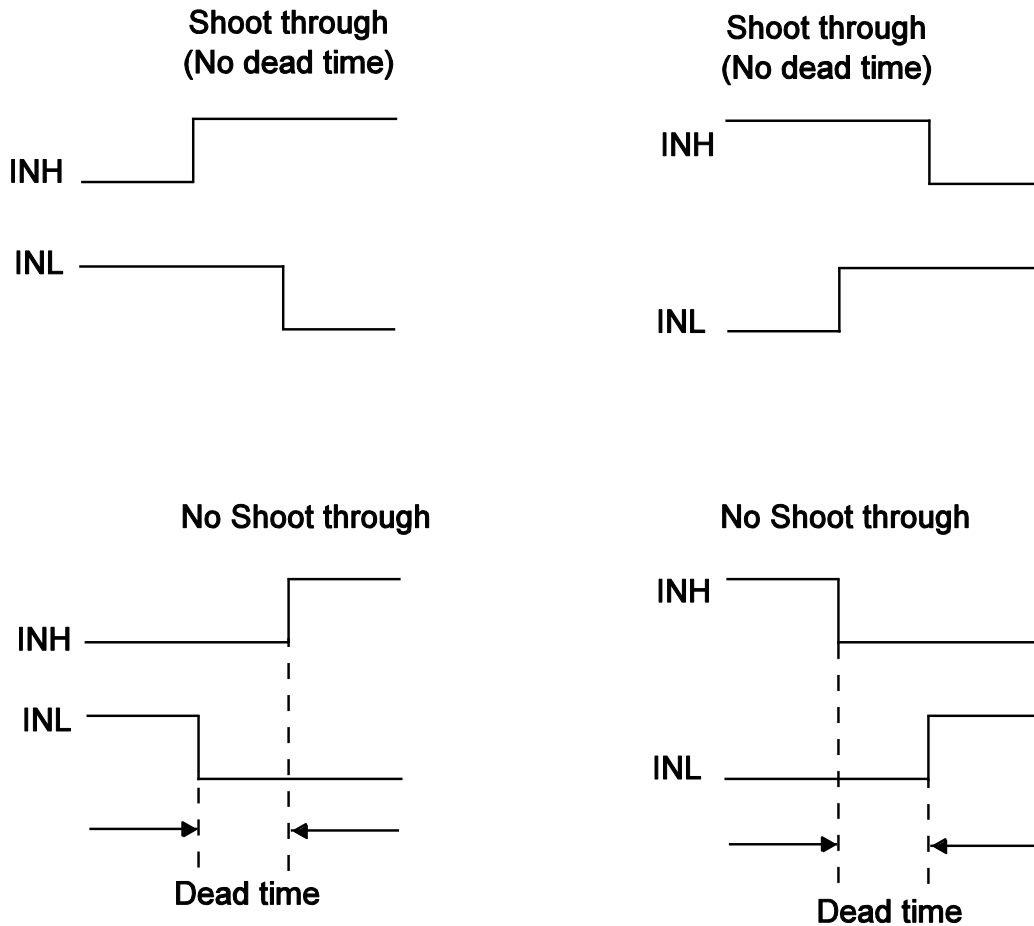 Shoot through
(No dead time)
INH
INL
Shoot through
(No dead time)
INH
INL
No Shoot through
INH
INL
Dead time
No Shoot through
INH
INL
Dead time